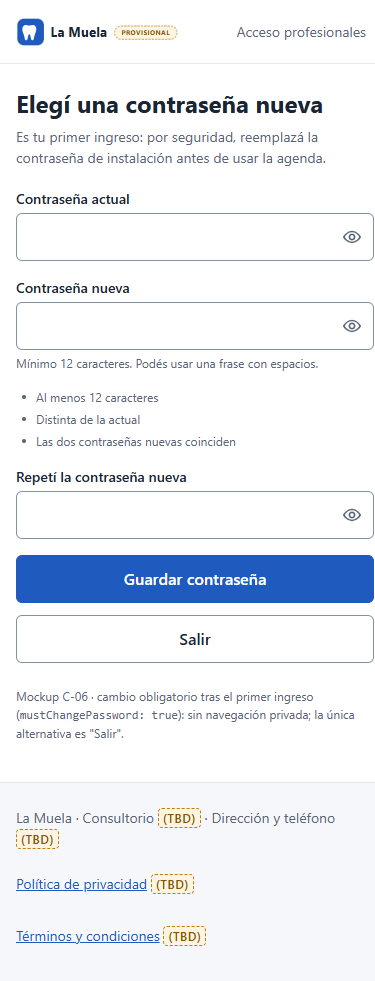 La Muela PROVISIONAL Acceso profesionales
Elegí una contraseña nueva
Es tu primer ingreso: por seguridad, reemplazá la
contraseña de instalación antes de usar la agenda.
Contraseña actual
Contraseña nueva
Mínimo 12 caracteres. Podés usar una frase con espacios.
• Al menos 12 caracteres
• Distinta de la actual
• Las dos contraseñas nuevas coinciden
Repetí la contraseña nueva
Guardar contraseña
Salir
Mockup C-06 · cambio obligatorio tras el primer ingreso
(mustChangePassword: true): sin navegación privada; la única
alternativa es "Salir".
La Muela · Consultorio (TBD) · Dirección y teléfono
(TBD)
Política de privacidad (TBD)
Términos y condiciones (TBD)